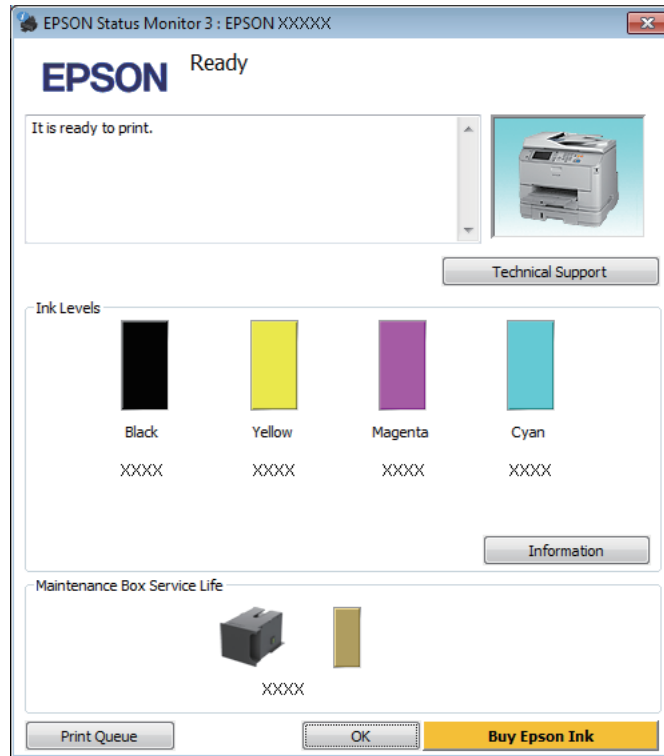 EPSON Status Monitor 3 : EPSON XXXXX
EPSON
Ready
It is ready to print.
Technical Support
Ink Levels
Black Yellow Magenta Cyan
XXXX XXXX XXXX XXXX
Information
Maintenance Box Service Life
XXXX
Print Queue OK Buy Epson Ink